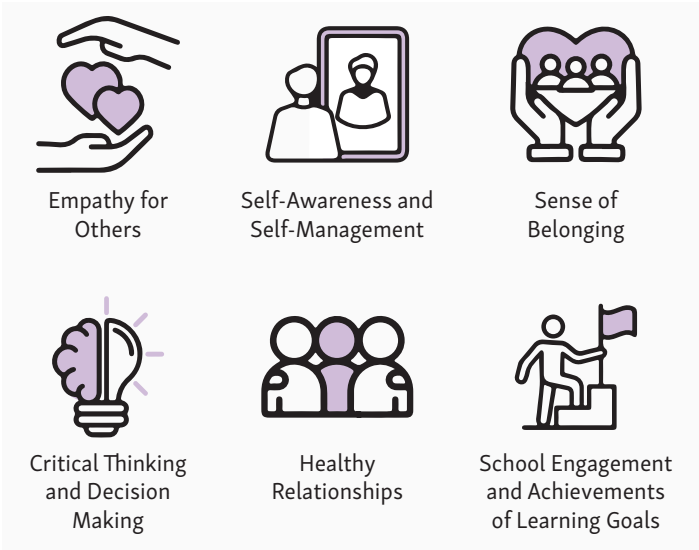 Empathy for
Others
Self-Awareness and
Self-Management
Sense of
Belonging
Critical Thinking
and Decision
Making
Healthy
Relationships
School Engagement
and Achievements
of Learning Goals